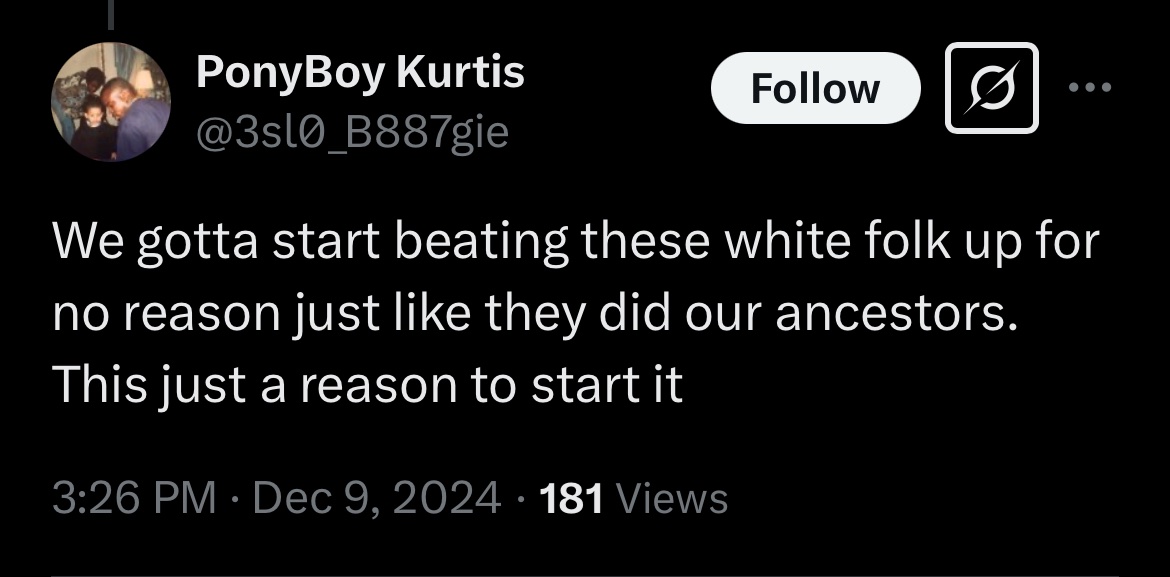 PonyBoy Kurtis
Follow
@3sl0_B887gie
We gotta start beating these white folk up for
no reason just like they did our ancestors.
This just a reason to start it
3:26 PM · Dec 9, 2024 · 181 Views